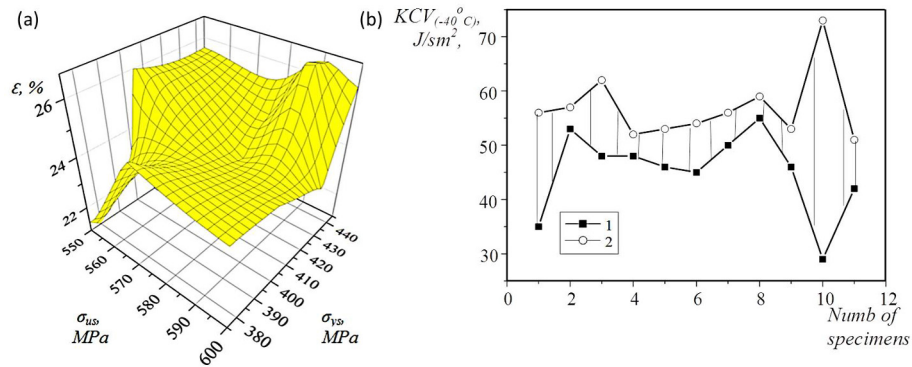 (a)
ε, %
26
24
22
550
560
570
580
590
600
σus,
MPa
380
390
400
410
420
430
440
σys,
MPa
(b)
KCV(-40°C),
J/sm²,
70
60
50
40
30
1
2
0 2 4 6 8 10 12
Numb of
specimens